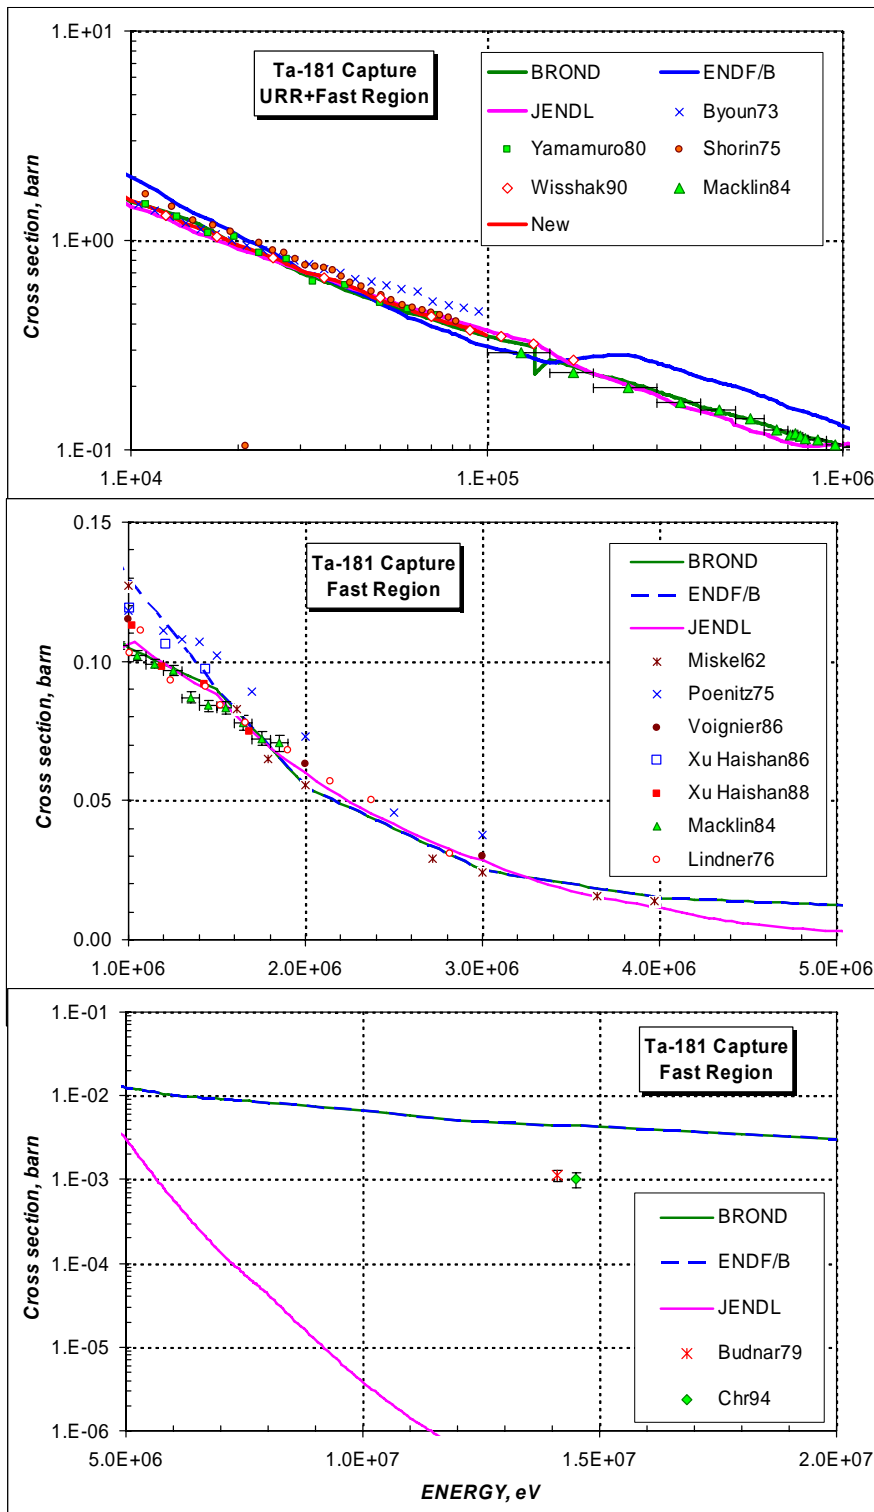 1.E+01
Ta-181 Capture
URR+Fast Region
BROND
ENDF/B
JENDL
Byoun73
Yamamuro80
Shorin75
Wisshak90
Macklin84
New
1.E+00
Cross section, barn
1.E-01
1.E+04
1.E+05
1.E+06
0.15
Ta-181 Capture
Fast Region
BROND
ENDF/B
JENDL
Miskel62
Poenitz75
Voignier86
Xu Haishan86
Xu Haishan88
Macklin84
Lindner76
0.10
Cross section, barn
0.05
0.00
1.0E+06
2.0E+06
3.0E+06
4.0E+06
5.0E+06
1.E-01
Ta-181 Capture
Fast Region
1.E-02
1.E-03
Cross section, barn
1.E-04
1.E-05
1.E-06
BROND
ENDF/B
JENDL
Budnar79
Chr94
5.0E+06
1.0E+07
1.5E+07
2.0E+07
ENERGY, eV